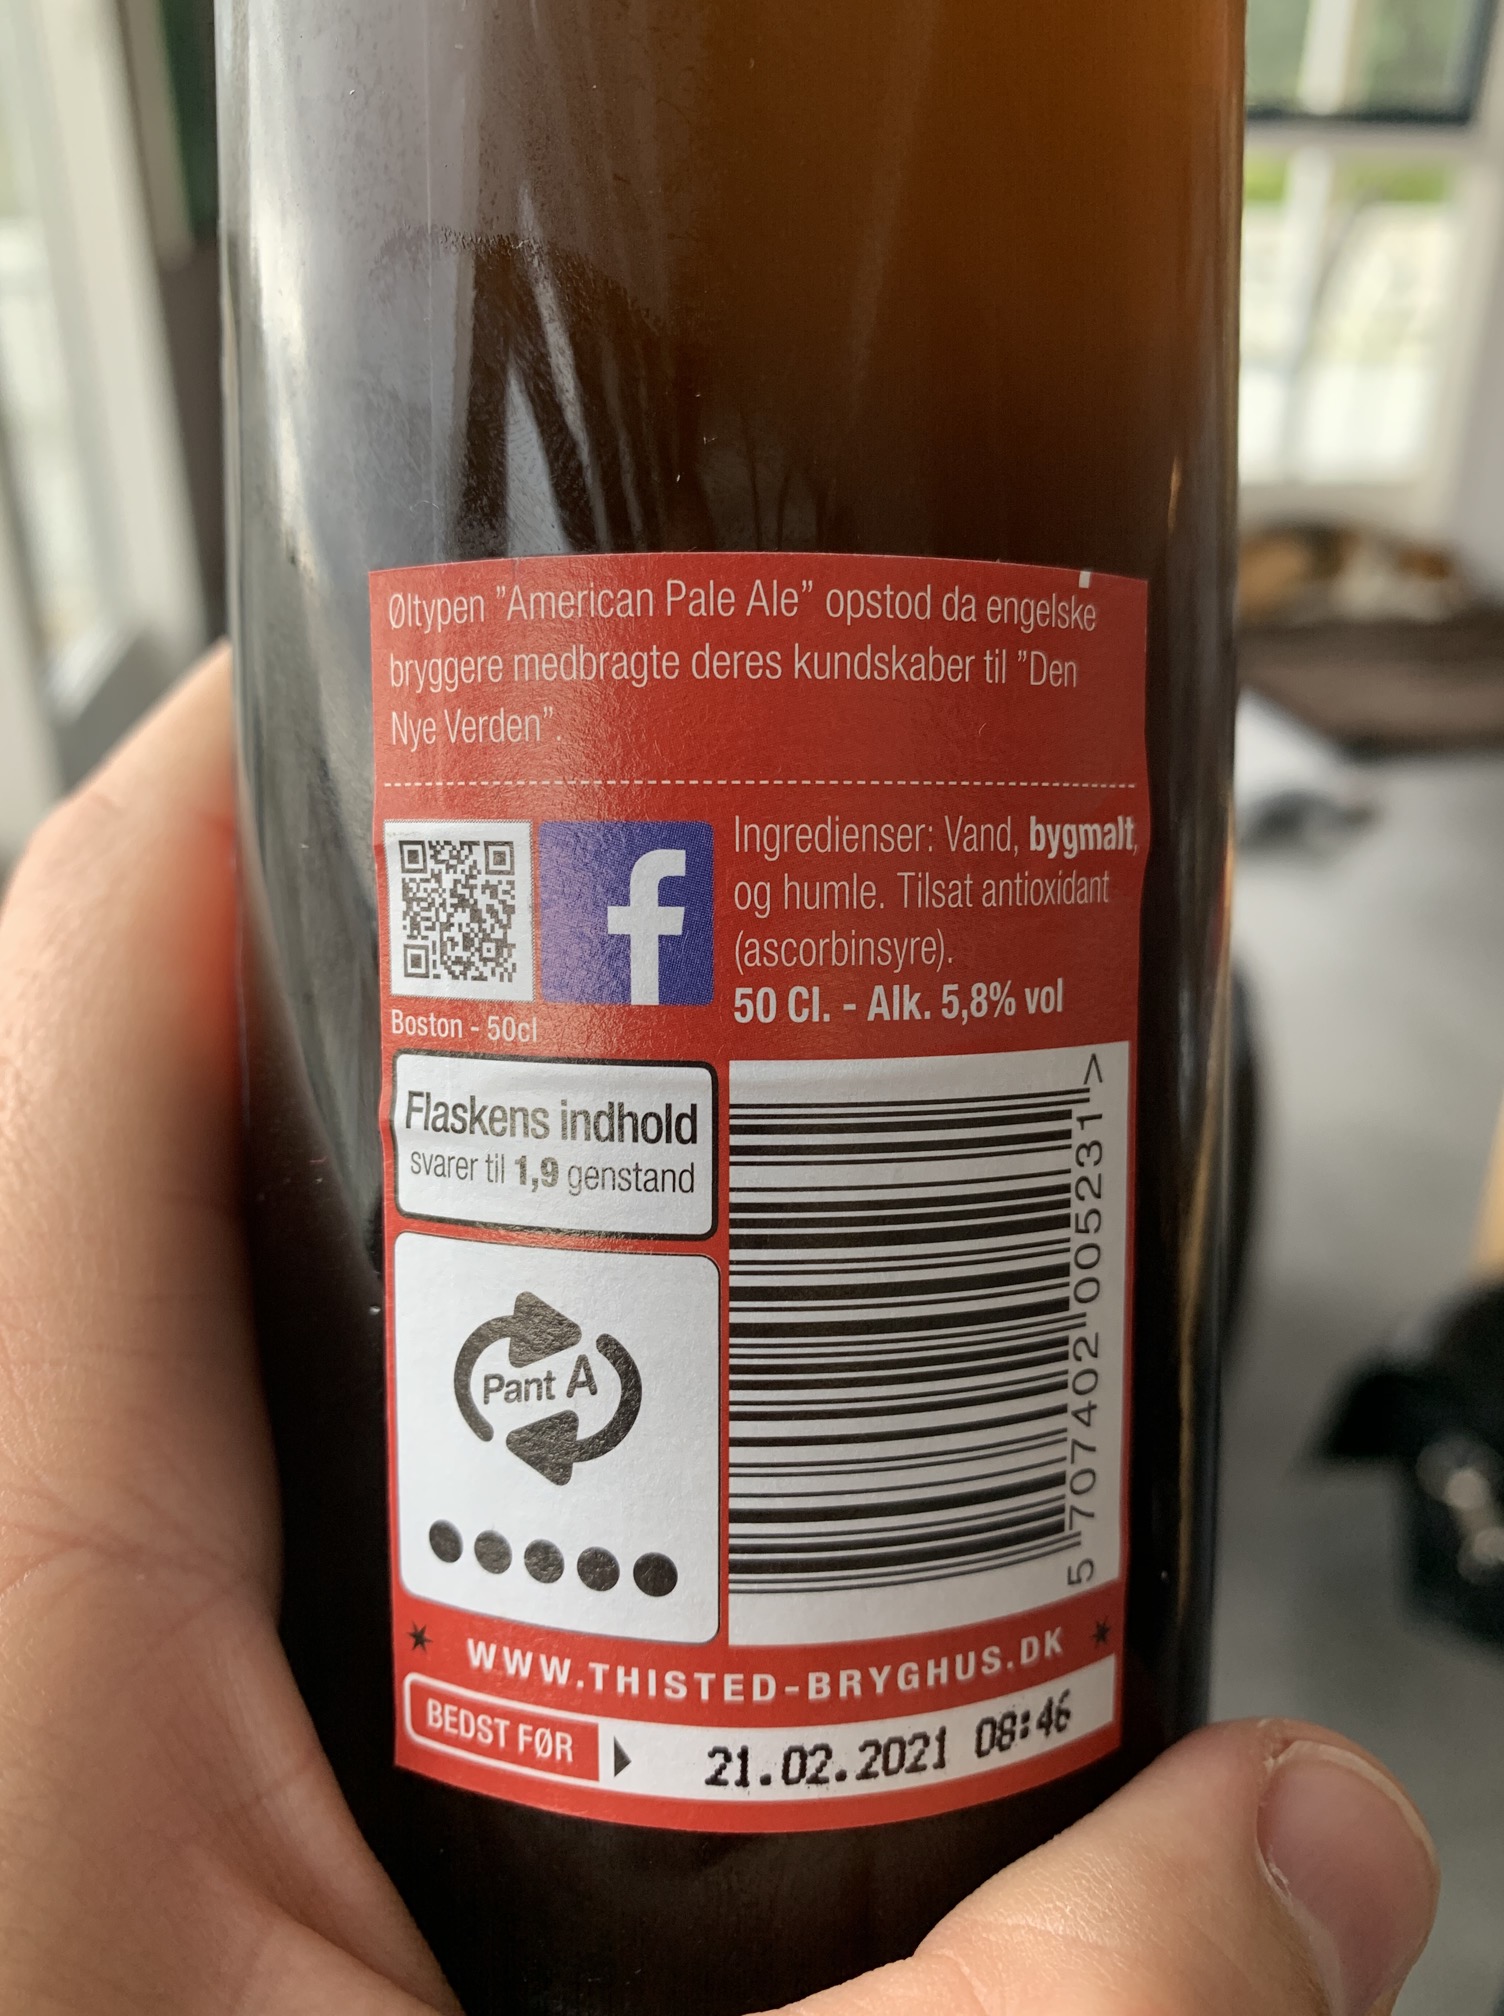 Øltypen ”American Pale Ale” opstod da engelske
bryggere medbragte deres kundskaber til ”Den
Nye Verden”.
Ingredienser: Vand, bygmalt,
og humle. Tilsat antioxidant
(ascorbinsyre).
50 Cl. - Alk. 5,8% vol
f
Boston - 50cl
Flaskens indhold
svarer til 1,9 genstand
Pant A
5 707402 005231 >
WWW.THISTED-BRYGHUS.DK
BEDST FØR
21.02.2021 08:46